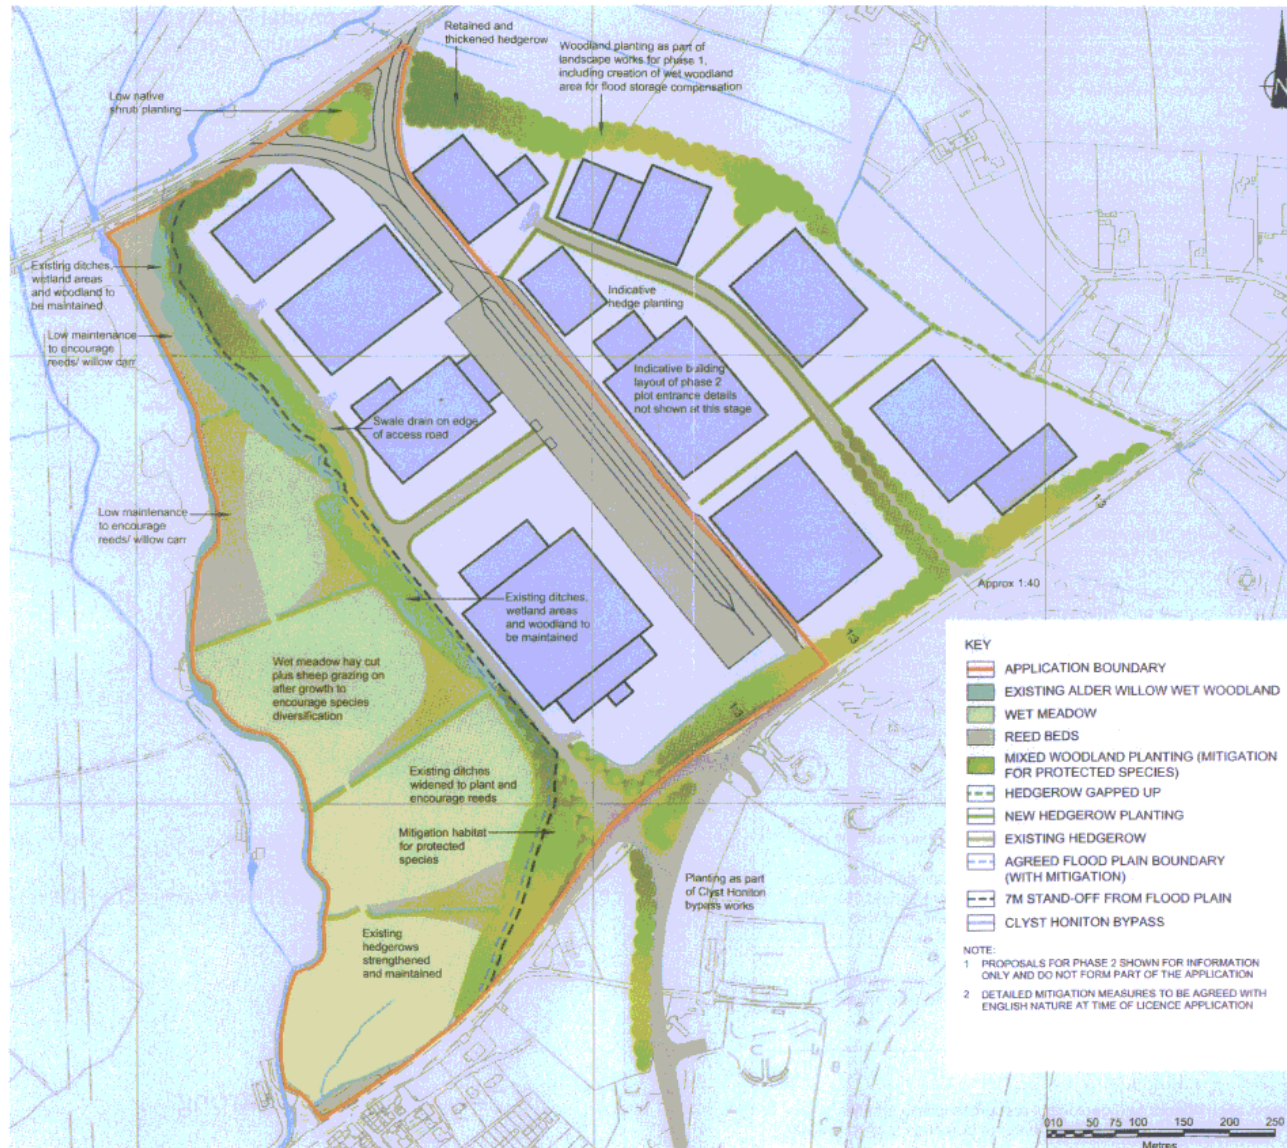 Retained and
thickened hedgerow
Woodland planting as part of
landscape works for phase 1,
including creation of wet woodland
area for flood storage compensation
Low native
shrub planting
N
Existing ditches,
wetland areas
and woodland to
be maintained
Indicative
hedge planting
Low maintenance
to encourage
reeds/ willow carr
Indicative building
layout of phase 2
plot entrance details
not shown at this stage
Swale drain on edge
of access road
Low maintenance
to encourage
reeds/ willow carr
1:3
Approx 1:40
Existing ditches,
wetland areas
and woodland to
be maintained
1:3
Wet meadow hay cut
plus sheep grazing on
after growth to
encourage species
diversification
1:3
Existing ditches
widened to plant and
encourage reeds
Mitigation habitat
for protected
species
Planting as part
of Clyst Honiton
bypass works
Existing
hedgerows
strengthened
and maintained
KEY
APPLICATION BOUNDARY
EXISTING ALDER WILLOW WET WOODLAND
WET MEADOW
REED BEDS
MIXED WOODLAND PLANTING (MITIGATION
FOR PROTECTED SPECIES)
HEDGEROW GAPPED UP
NEW HEDGEROW PLANTING
EXISTING HEDGEROW
AGREED FLOOD PLAIN BOUNDARY
(WITH MITIGATION)
7M STAND-OFF FROM FLOOD PLAIN
CLYST HONITON BYPASS
NOTE:
1 PROPOSALS FOR PHASE 2 SHOWN FOR INFORMATION
ONLY AND DO NOT FORM PART OF THE APPLICATION
2 DETAILED MITIGATION MEASURES TO BE AGREED WITH
ENGLISH NATURE AT TIME OF LICENCE APPLICATION
0 10 50 75 100 150 200 250
Metres